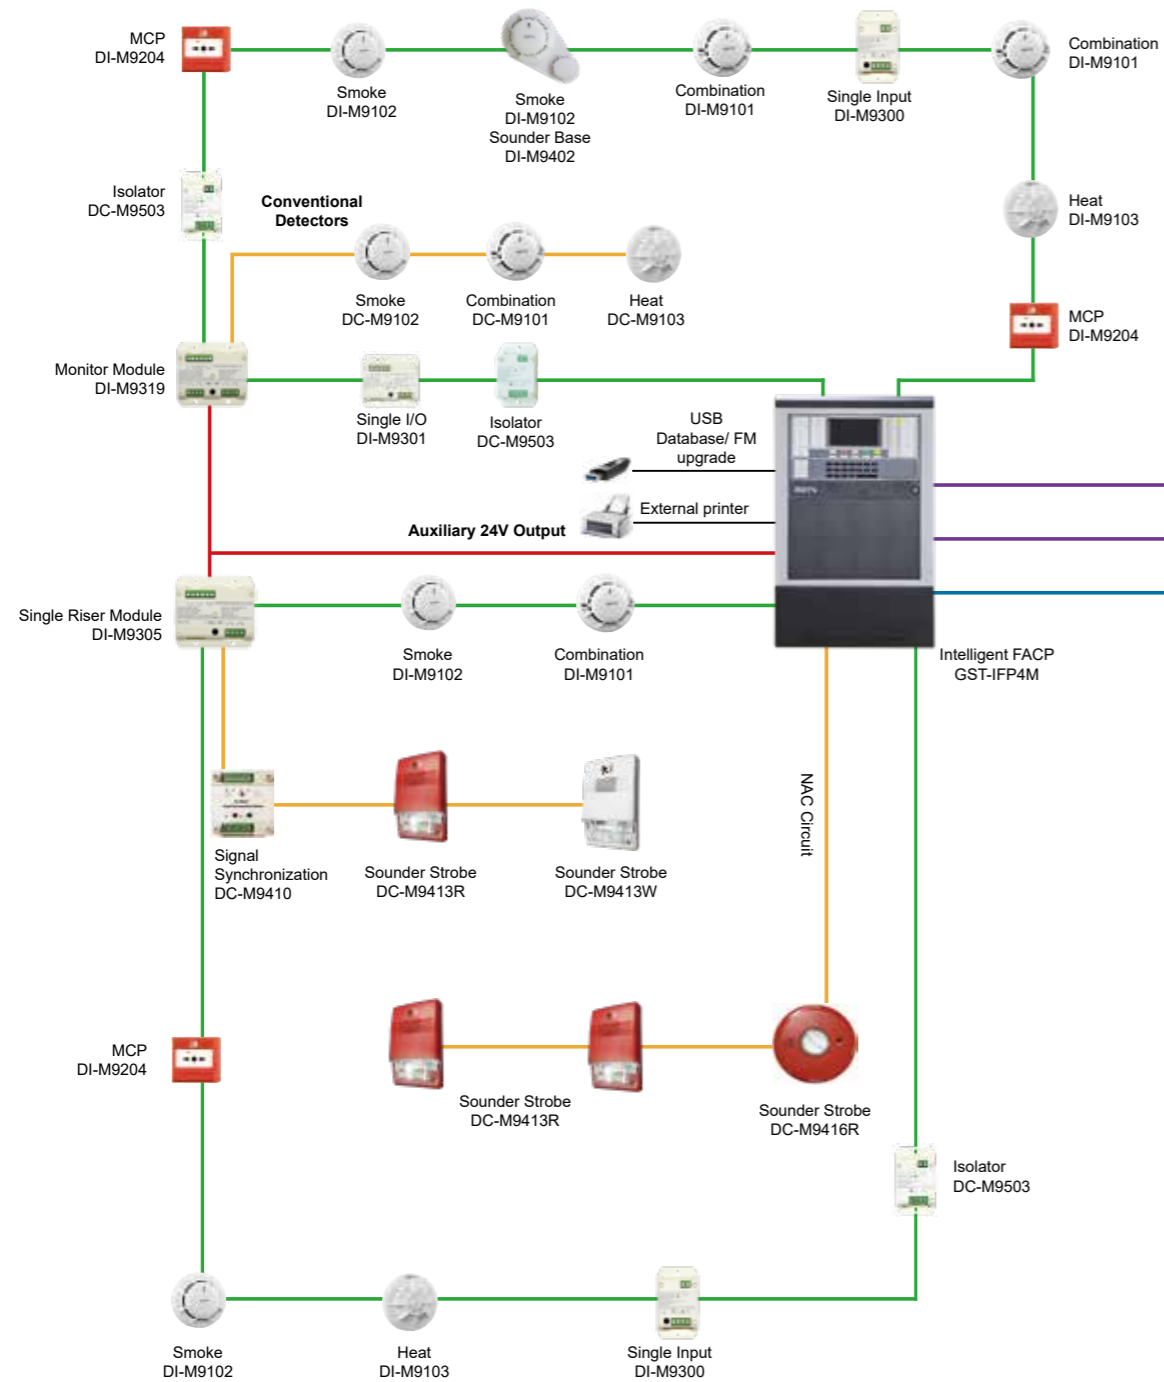 MCP
DI-M9204
Smoke
DI-M9102
Smoke
DI-M9102
Sounder Base
DI-M9402
Combination
DI-M9101
Single Input
DI-M9300
Combination
DI-M9101
Isolator
DC-M9503
Conventional
Detectors
Heat
DI-M9103
Smoke
DC-M9102
Combination
DC-M9101
Heat
DC-M9103
MCP
DI-M9204
Monitor Module
DI-M9319
Single I/O
DI-M9301
Isolator
DC-M9503
USB
Database/ FM
upgrade
External printer
Auxiliary 24V Output
Single Riser Module
DI-M9305
Smoke
DI-M9102
Combination
DI-M9101
Intelligent FACP
GST-IFP4M
NAC Circuit
Signal
Synchronization
DC-M9410
Sounder Strobe
DC-M9413R
Sounder Strobe
DC-M9413W
MCP
DI-M9204
Sounder Strobe
DC-M9413R
Sounder Strobe
DC-M9416R
Isolator
DC-M9503
Smoke
DI-M9102
Heat
DI-M9103
Single Input
DI-M9300